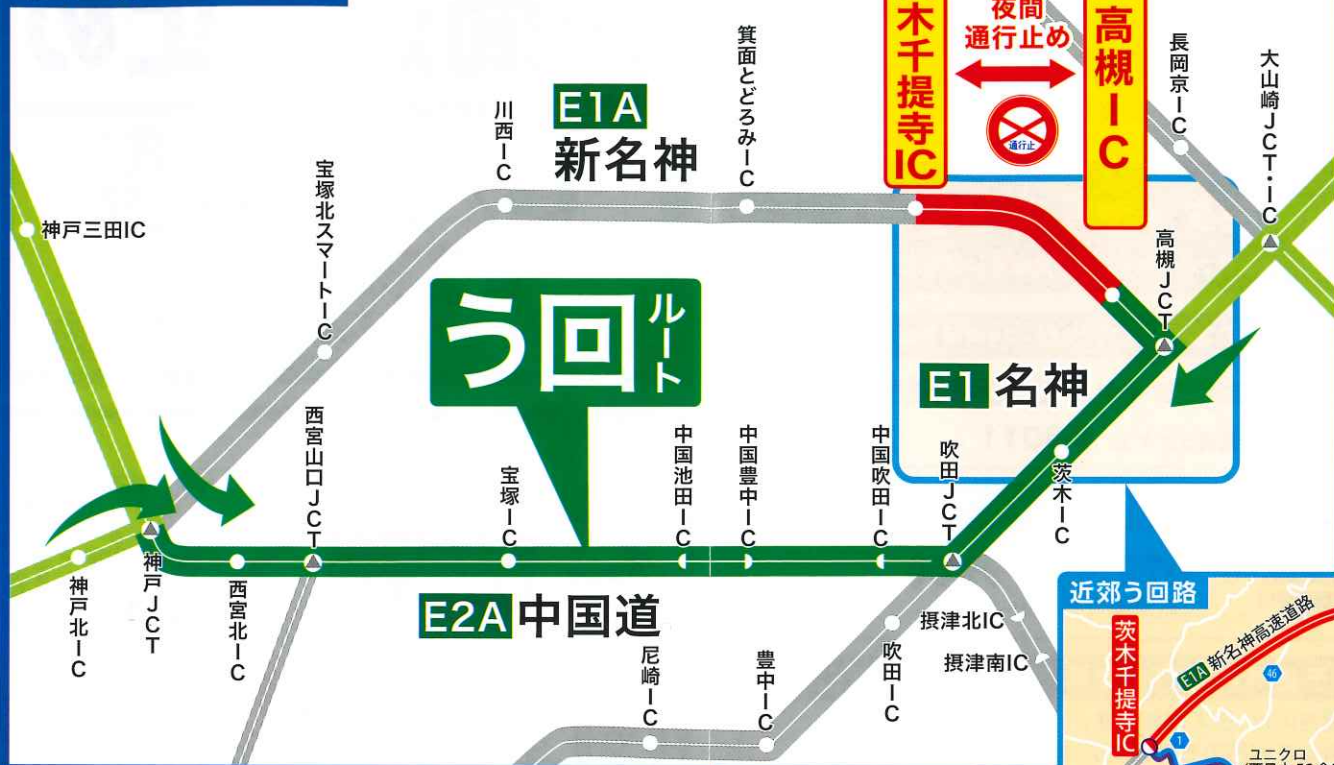 木千提寺IC
夜間
通行止め
通行止
高槻IC
長岡京IC
大山崎JCT・IC
箕面とどろみIC
川西IC
E1A
新名神
宝塚北スマートIC
神戸三田IC
高槻JCT
う回ルート
E1 名神
西宮山口JCT
宝塚IC
中国池田IC
中国豊中IC
中国吹田IC
吹田JCT
茨木IC
神戸北IC
神戸JCT
西宮北IC
E2A 中国道
尼崎IC
豊中IC
吹田IC
摂津北IC
摂津南IC
近郊う回路
茨木千提寺IC
E1A 新名神高速道路
46
1
ユニクロ